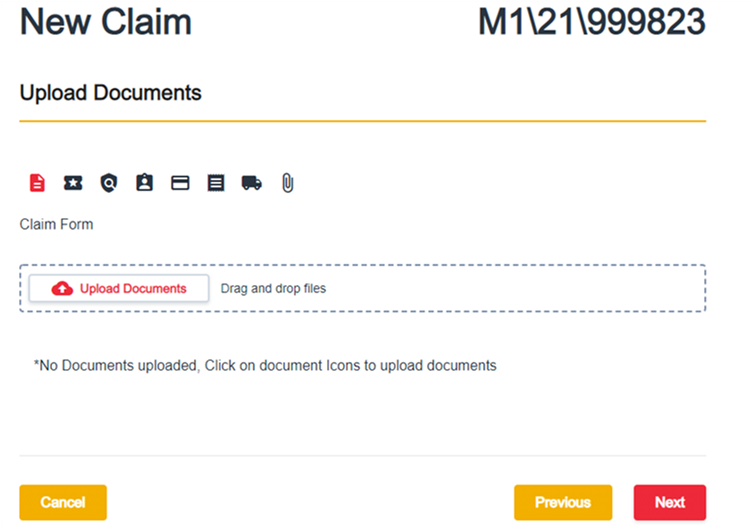 New Claim
M1\21\999823
Upload Documents
Claim Form
Upload Documents
Drag and drop files
*No Documents uploaded, Click on document Icons to upload documents
Cancel
Previous
Next